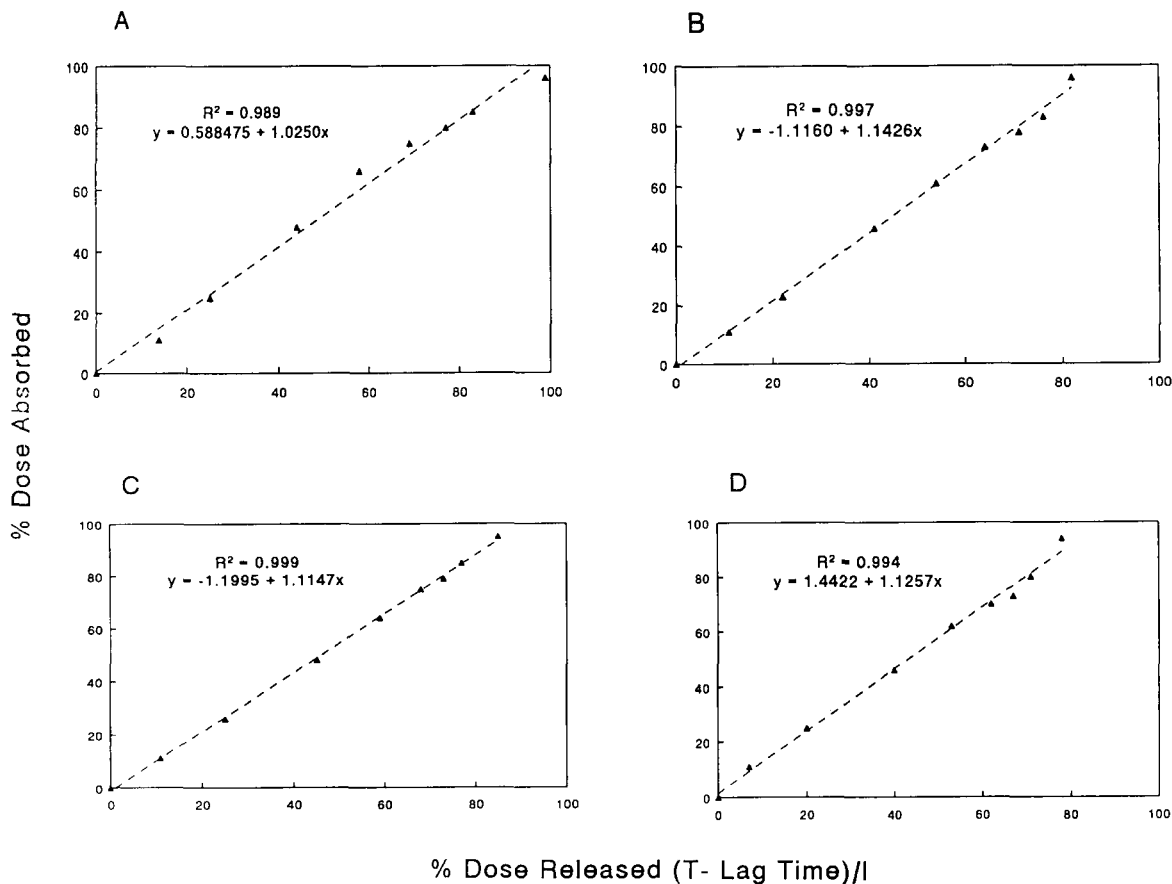 A
R² = 0.989
y = 0.588475 + 1.0250x
100
80
60
40
20
0
0 20 40 60 80 100
B
R² = 0.997
y = -1.1160 + 1.1426x
100
80
60
40
20
0
0 20 40 60 80 100
% Dose Absorbed
C
R² = 0.999
y = -1.1995 + 1.1147x
100
80
60
40
20
0
0 20 40 60 80 100
D
R² = 0.994
y = 1.4422 + 1.1257x
100
80
60
40
20
0
0 20 40 60 80 100
% Dose Released (T- Lag Time)/I